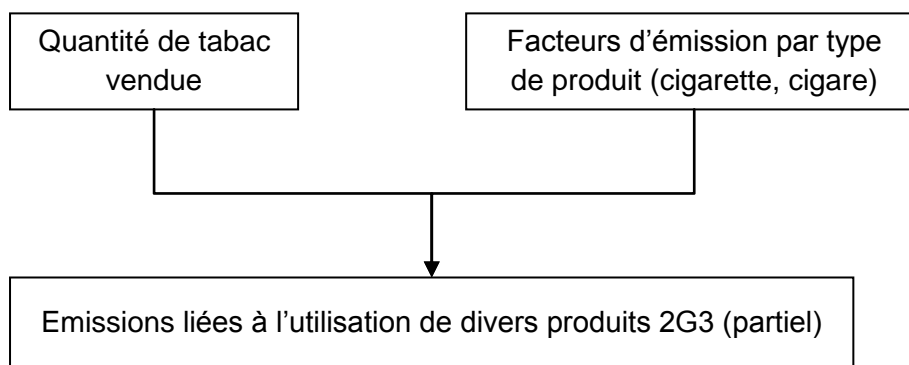 Quantité de tabac
vendue
Facteurs d’émission par type
de produit (cigarette, cigare)
Emissions liées à l’utilisation de divers produits 2G3 (partiel)